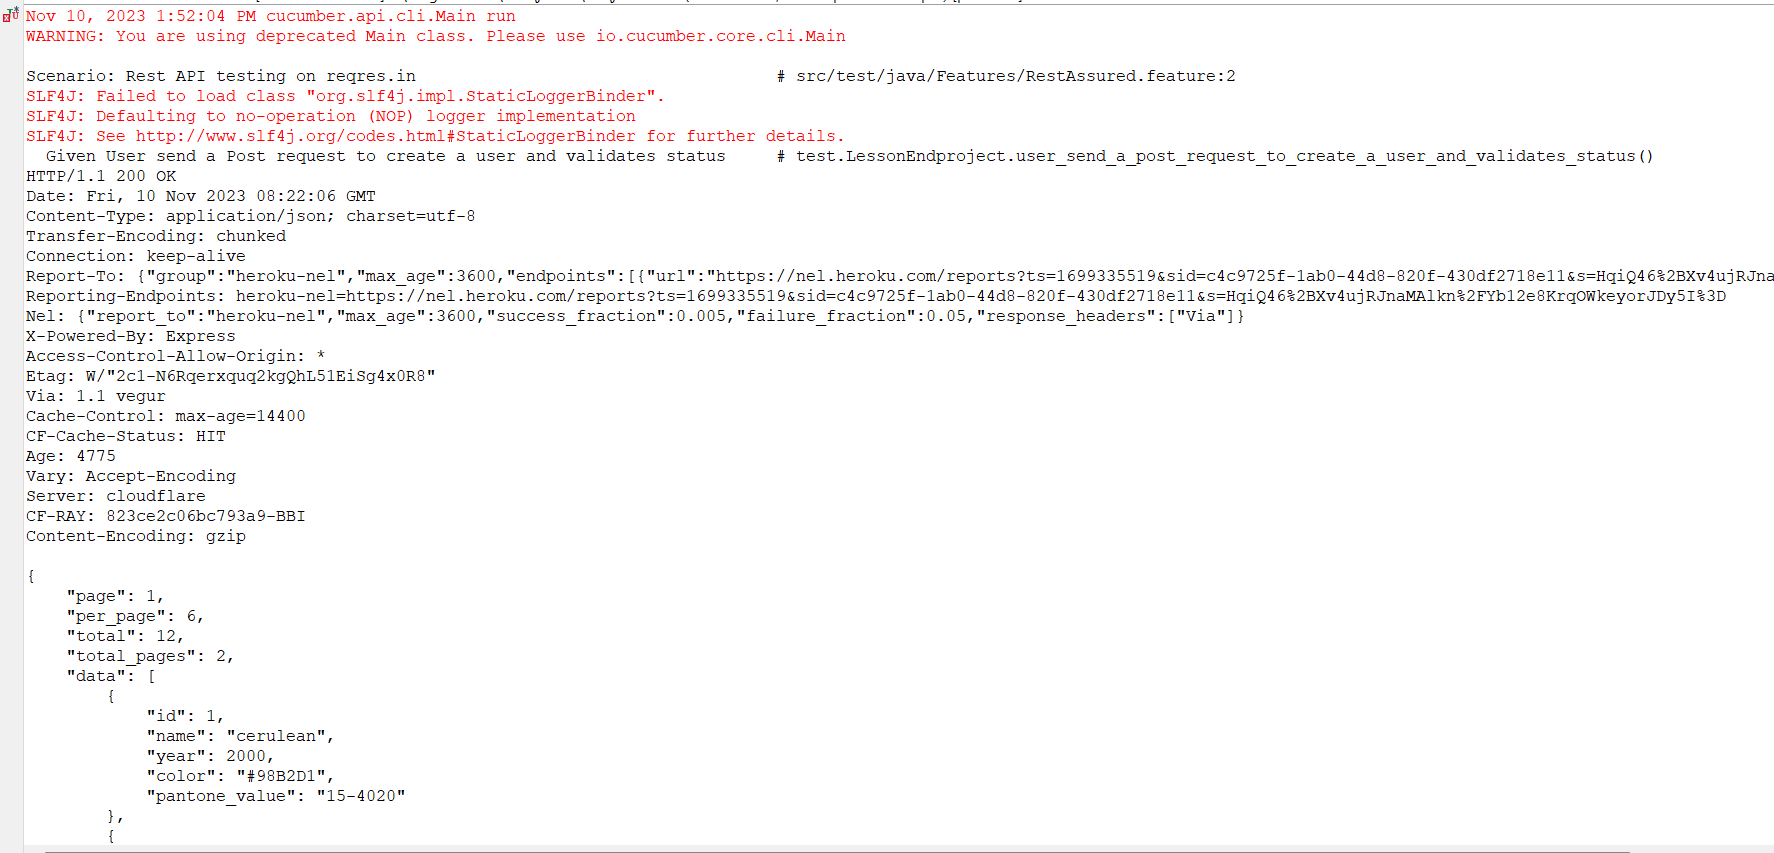 Nov 10, 2023 1:52:04 PM cucumber.api.cli.Main run
WARNING: You are using deprecated Main class. Please use io.cucumber.core.cli.Main
Scenario: Rest API testing on reqres.in # src/test/java/Features/RestAssured.feature:2
SLF4J: Failed to load class "org.slf4j.impl.StaticLoggerBinder".
SLF4J: Defaulting to no-operation (NOP) logger implementation
SLF4J: See http://www.slf4j.org/codes.html#StaticLoggerBinder for further details.
Given User send a Post request to create a user and validates status # test.LessonEndproject.user_send_a_post_request_to_create_a_user_and_validates_status()
HTTP/1.1 200 OK
Date: Fri, 10 Nov 2023 08:22:06 GMT
Content-Type: application/json; charset=utf-8
Transfer-Encoding: chunked
Connection: keep-alive
Report-To: {"group":"heroku-nel","max_age":3600,"endpoints":[{"url":"https://nel.heroku.com/reports?ts=1699335519&sid=c4c9725f-1ab0-44d8-820f-430df2718e11&s=HqiQ46%2BXv4ujRJna
Reporting-Endpoints: heroku-nel=https://nel.heroku.com/reports?ts=1699335519&sid=c4c9725f-1ab0-44d8-820f-430df2718e11&s=HqiQ46%2BXv4ujRJnaMAlkn%2FYb12e8KrqOWkeyorJDy5I%3D
Nel: {"report_to":"heroku-nel","max_age":3600,"success_fraction":0.005,"failure_fraction":0.05,"response_headers":["Via"]}
X-Powered-By: Express
Access-Control-Allow-Origin: *
Etag: W/"2c1-N6Rqerxquq2kgQhL51EiSg4x0R8"
Via: 1.1 vegur
Cache-Control: max-age=14400
CF-Cache-Status: HIT
Age: 4775
Vary: Accept-Encoding
Server: cloudflare
CF-RAY: 823ce2c06bc793a9-BBI
Content-Encoding: gzip
{
"page": 1,
"per_page": 6,
"total": 12,
"total_pages": 2,
"data": [
{
"id": 1,
"name": "cerulean",
"year": 2000,
"color": "#98B2D1",
"pantone_value": "15-4020"
},
{